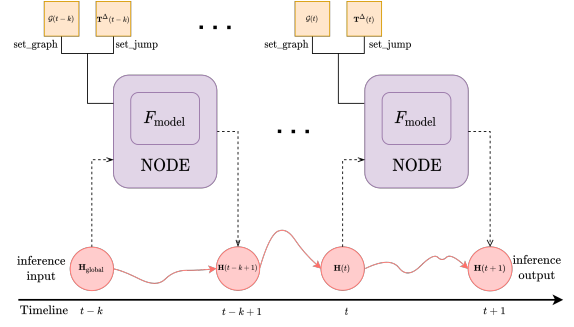 𝒢(t−k) T^Δ(t−k) ... 𝒢(t) T^Δ(t)
set_graph set_jump set_graph set_jump
F_model ... F_model
NODE NODE
inference input
H_global H(t−k+1) H(t) H(t+1)
inference output
Timeline t−k t−k+1 t t+1